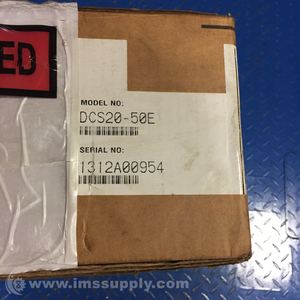 ED
MODEL NO:
DCS20-50E
SERIAL NO:
1312A00954
© www.imssupply.com